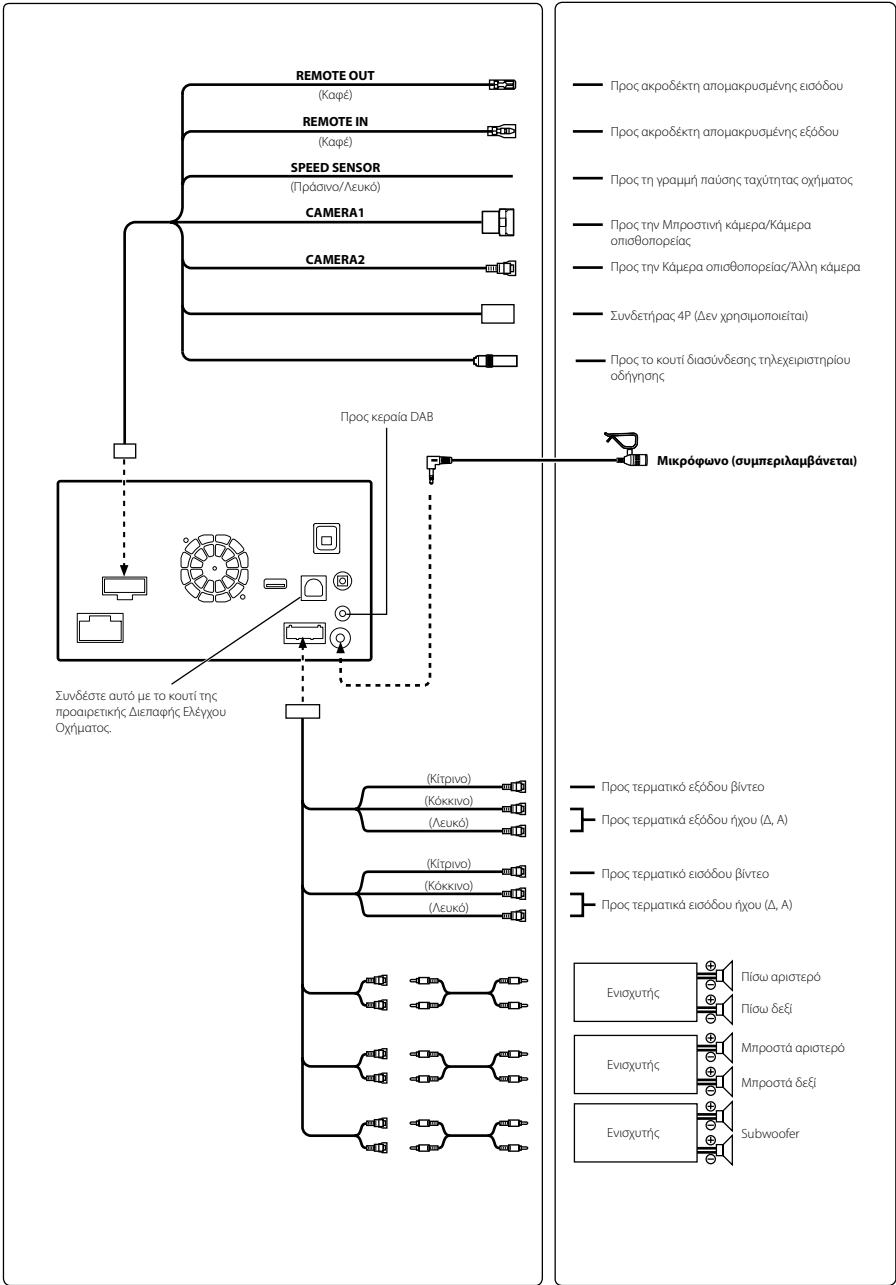 REMOTE OUT
(Καφέ)
Προς ακροδέκτη απομακρυσμένης εισόδου
REMOTE IN
(Καφέ)
Προς ακροδέκτη απομακρυσμένης εξόδου
SPEED SENSOR
(Πράσινο/Λευκό)
Προς τη γραμμή παύσης ταχύτητας οχήματος
CAMERA1
Προς την Μπροστινή κάμερα/Κάμερα
οπισθοπορείας
CAMERA2
Προς την Κάμερα οπισθοπορείας/Άλλη κάμερα
Συνδετήρας 4P (Δεν χρησιμοποιείται)
Προς το κουτί διασύνδεσης τηλεχειριστηρίου
οδήγησης
Προς κεραία DAB
Μικρόφωνο (συμπεριλαμβάνεται)
Συνδέστε αυτό με το κουτί της
προαιρετικής Διεπαφής Ελέγχου
Οχήματος.
(Κίτρινο)
Προς τερματικό εξόδου βίντεο
(Κόκκινο)
(Λευκό)
Προς τερματικά εξόδου ήχου (Δ, Α)
(Κίτρινο)
Προς τερματικό εισόδου βίντεο
(Κόκκινο)
(Λευκό)
Προς τερματικά εισόδου ήχου (Δ, Α)
Ενισχυτής
Πίσω αριστερό
Πίσω δεξί
Ενισχυτής
Μπροστά αριστερό
Μπροστά δεξί
Ενισχυτής
Subwoofer